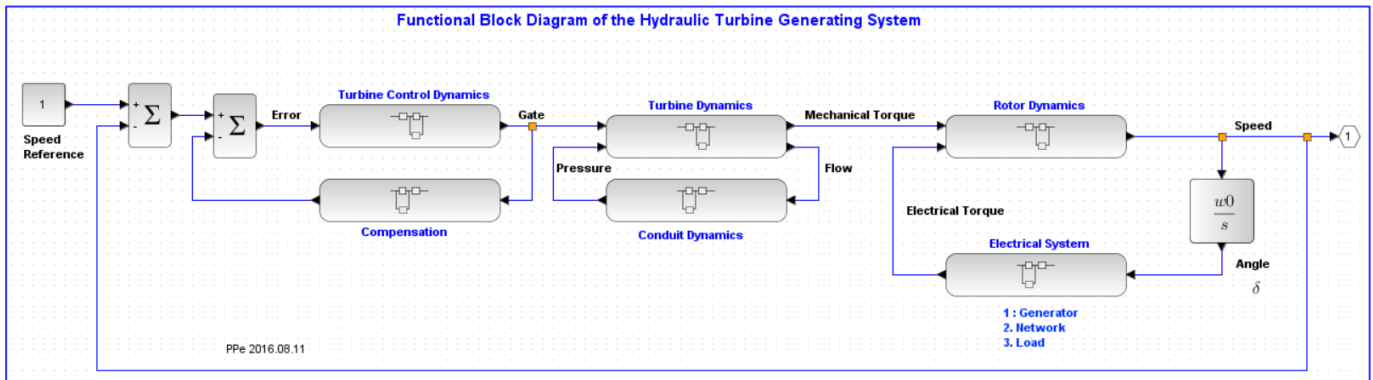 Functional Block Diagram of the Hydraulic Turbine Generating System
1
Speed
Reference
+
-
Σ
+
-
Σ
Error
Turbine Control Dynamics
Gate
Compensation
Turbine Dynamics
Pressure
Conduit Dynamics
Mechanical Torque
Flow
Rotor Dynamics
Electrical Torque
Electrical System
1 : Generator
2. Network
3. Load
Speed
1
w0
s
Angle
δ
PPe 2016.08.11